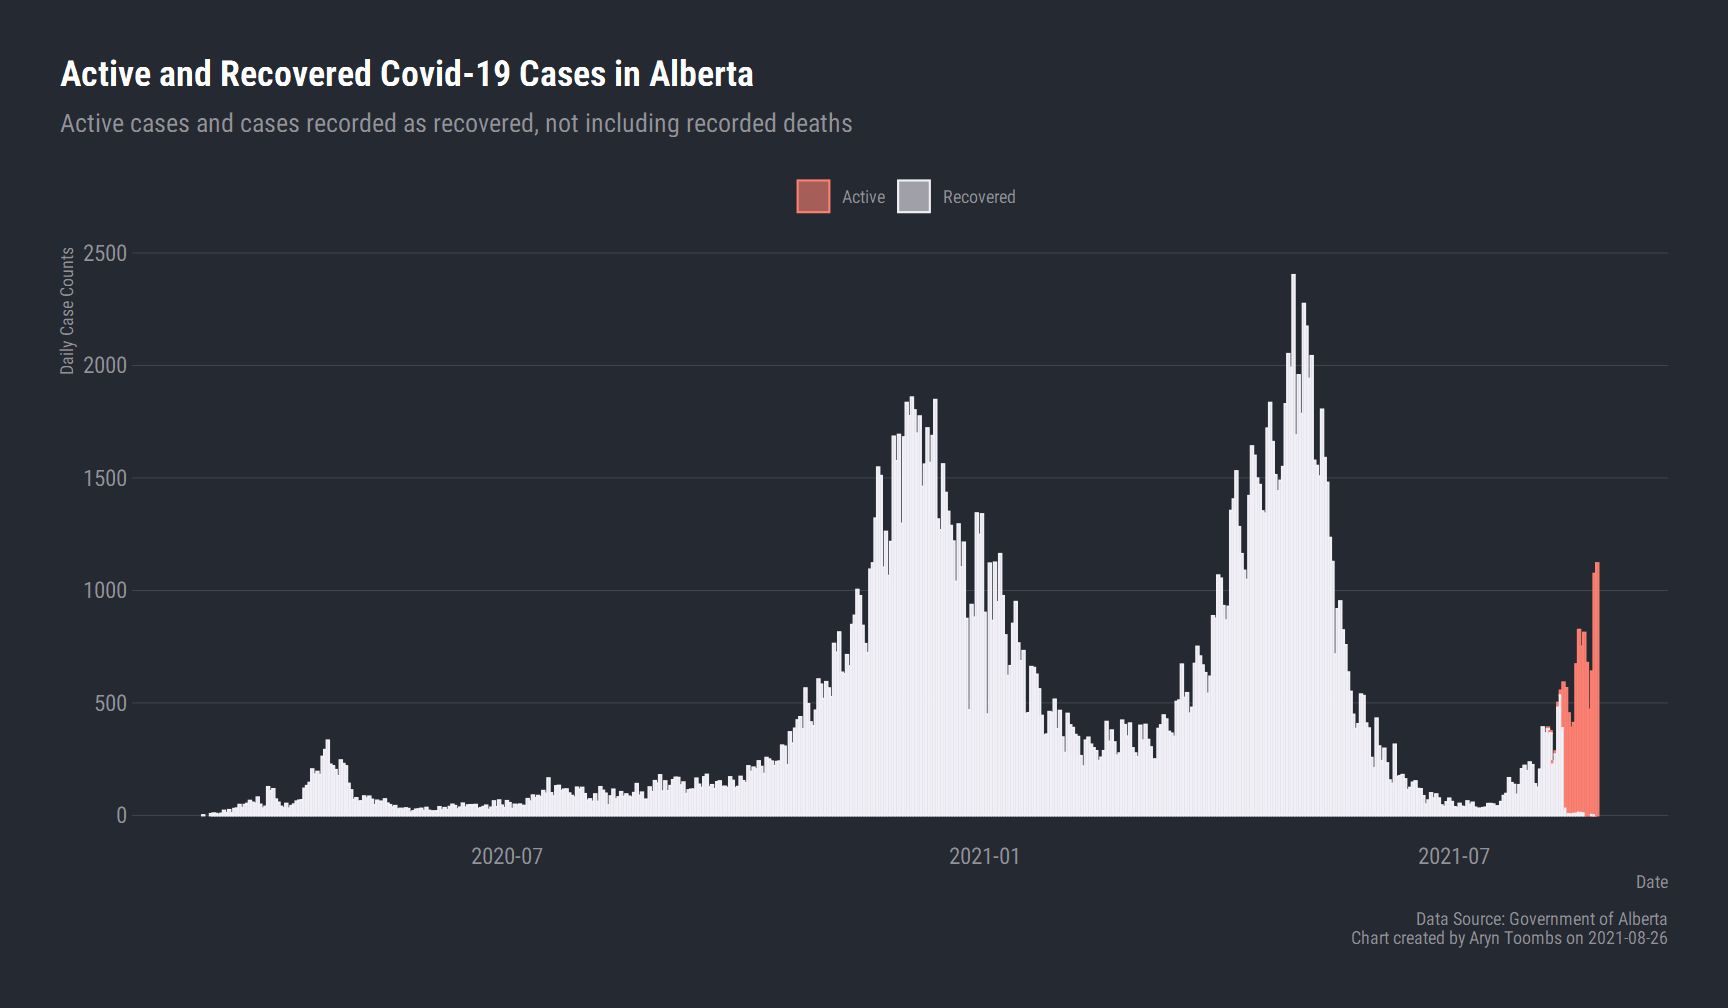 Active and Recovered Covid-19 Cases in Alberta
Active cases and cases recorded as recovered, not including recorded deaths
Active
Recovered
Daily Case Counts
2500
2000
1500
1000
500
0
2020-07
2021-01
2021-07
Date
Data Source: Government of Alberta
Chart created by Aryn Toombs on 2021-08-26